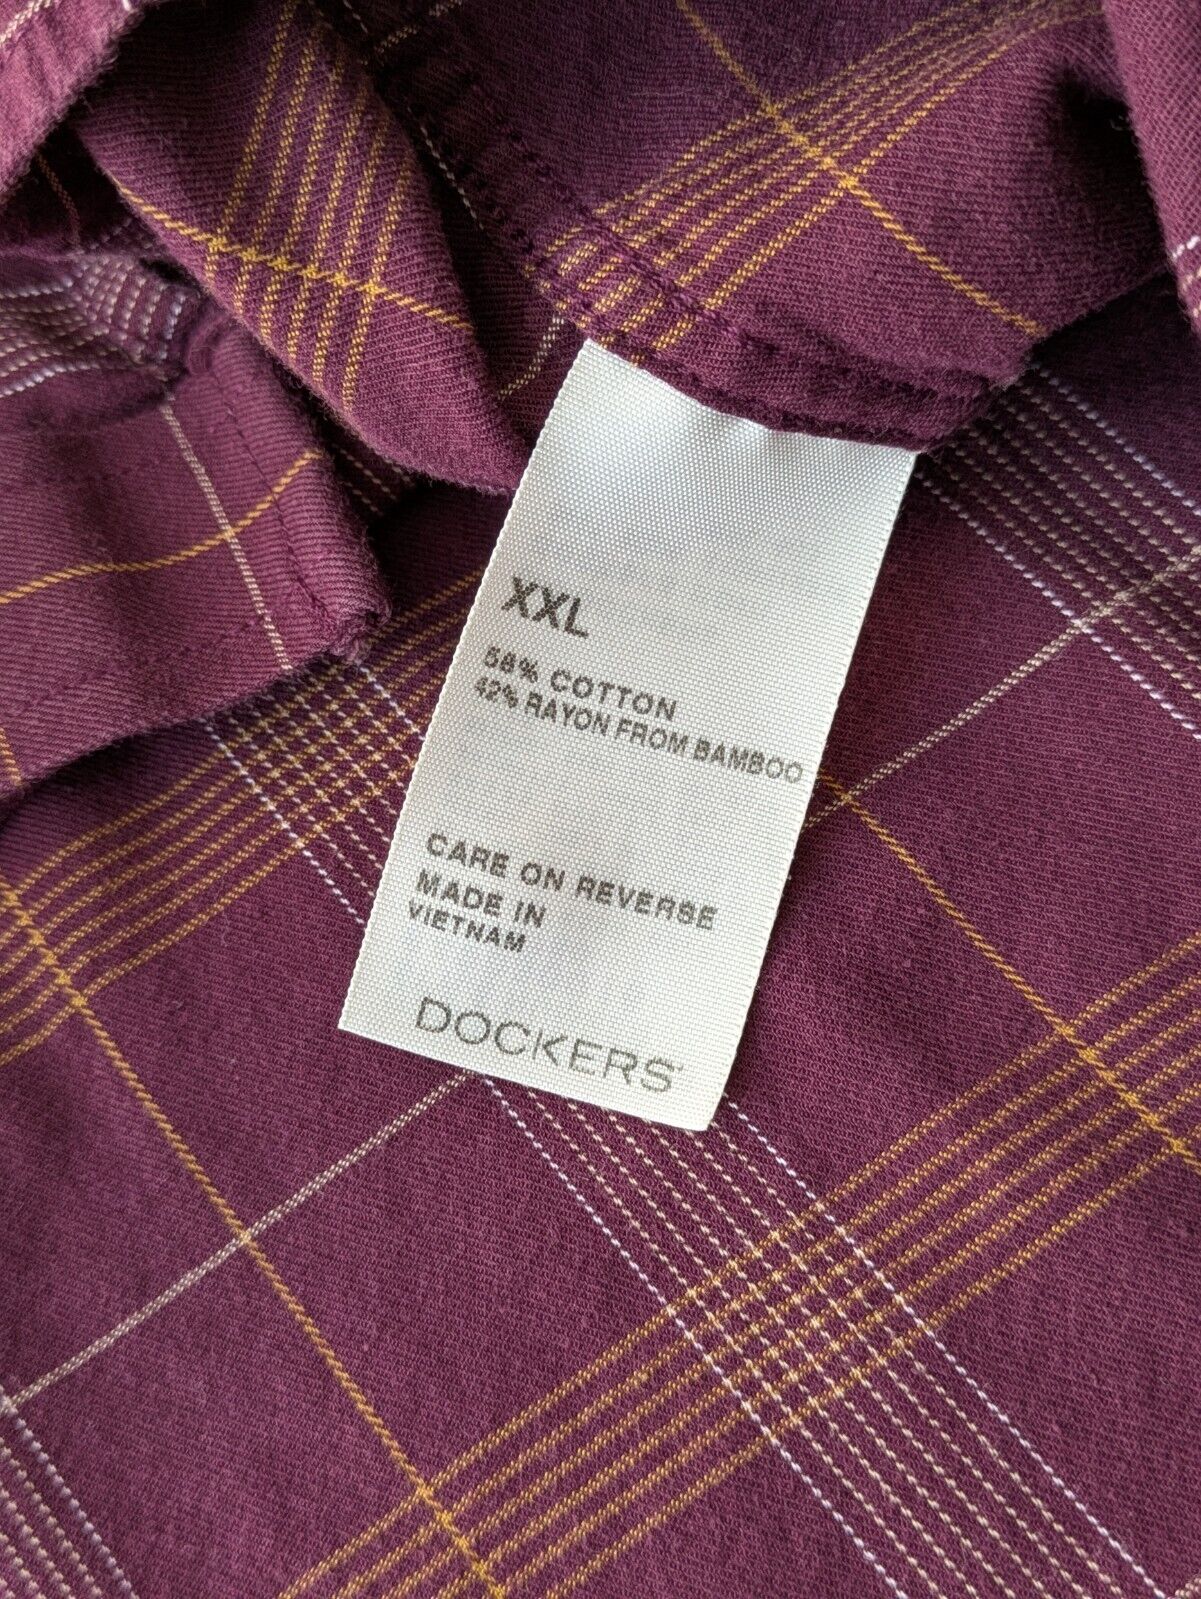 XXL
58% COTTON
42% RAYON FROM BAMBOO
CARE ON REVERSE
MADE IN
VIETNAM
DOCKERS